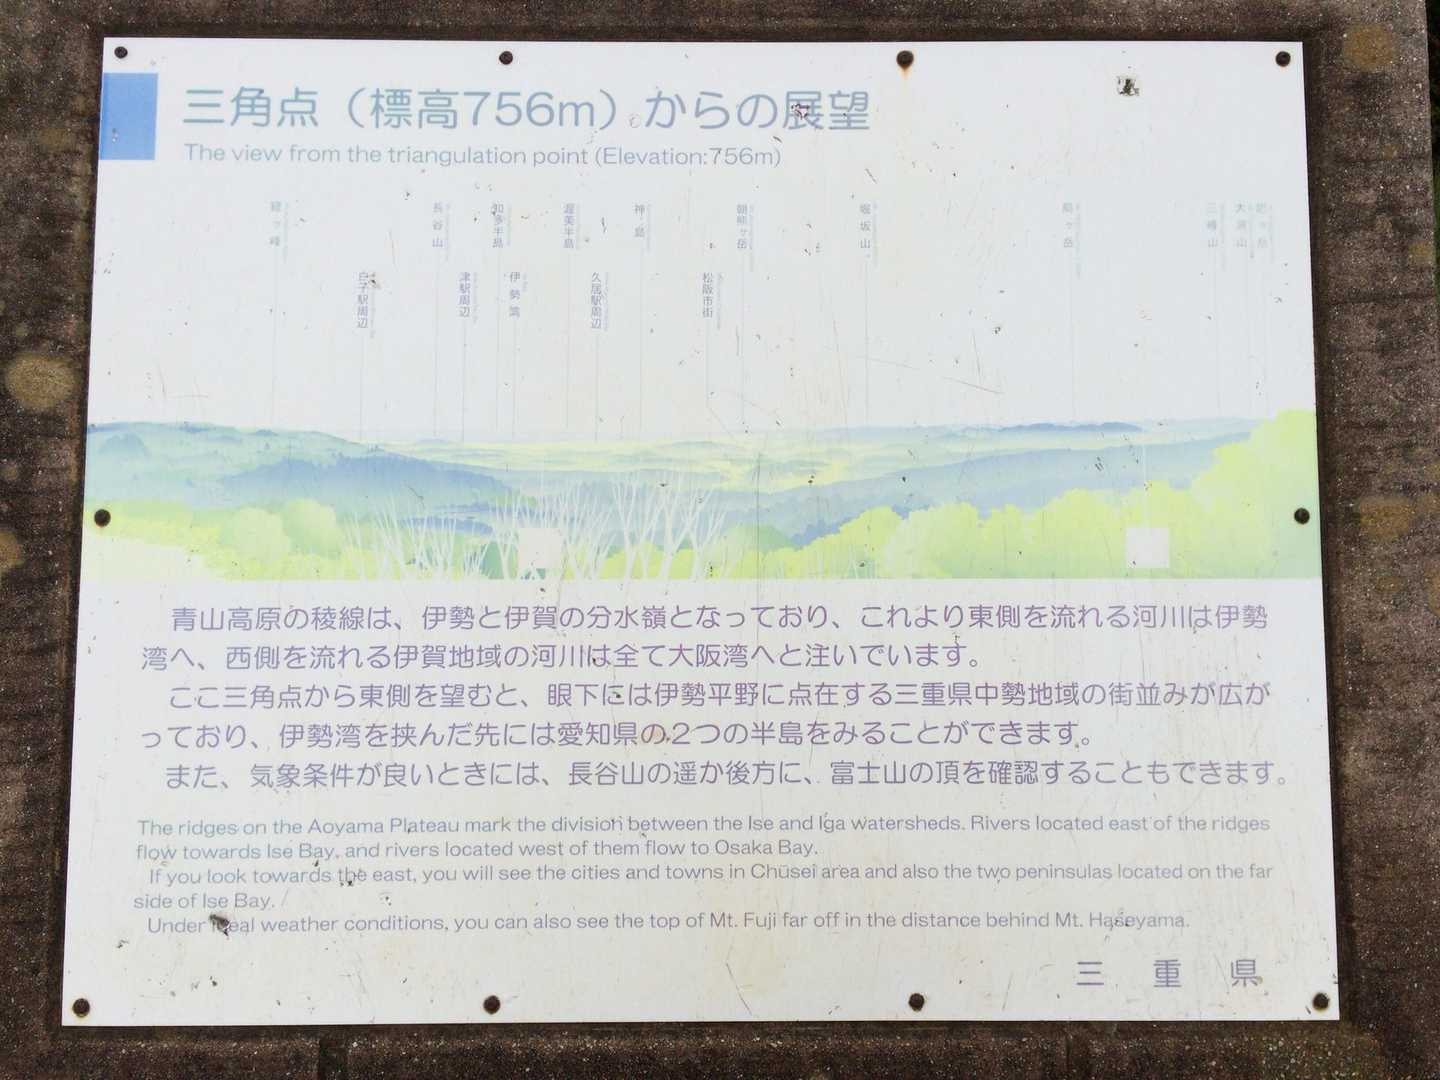 三角点（標高756m）からの展望
The view from the triangulation point (Elevation:756m)
長谷山
知多半島
渥美半島
神島
朝熊ヶ岳
堀坂山
局ヶ岳
三峰山
大洞山
白子駅周辺
津駅周辺
伊勢湾
久居駅周辺
松阪市街
青山高原の稜線は、伊勢と伊賀の分水嶺となっており、これより東側を流れる河川は伊勢
湾へ、西側を流れる伊賀地域の河川は全て大阪湾へと注いでいます。
ここ三角点から東側を望むと、眼下には伊勢平野に点在する三重県中勢地域の街並みが広が
っており、伊勢湾を挟んだ先には愛知県の2つの半島をみることができます。
また、気象条件が良いときには、長谷山の遥か後方に、富士山の頂を確認することもできます。
The ridges on the Aoyama Plateau mark the division between the Ise and Iga watersheds. Rivers located east of the ridges
flow towards Ise Bay, and rivers located west of them flow to Osaka Bay.
If you look towards the east, you will see the cities and towns in Chūsei area and also the two peninsulas located on the far
side of Ise Bay.
Under ideal weather conditions, you can also see the top of Mt. Fuji far off in the distance behind Mt. Haseyama.
三 重 県